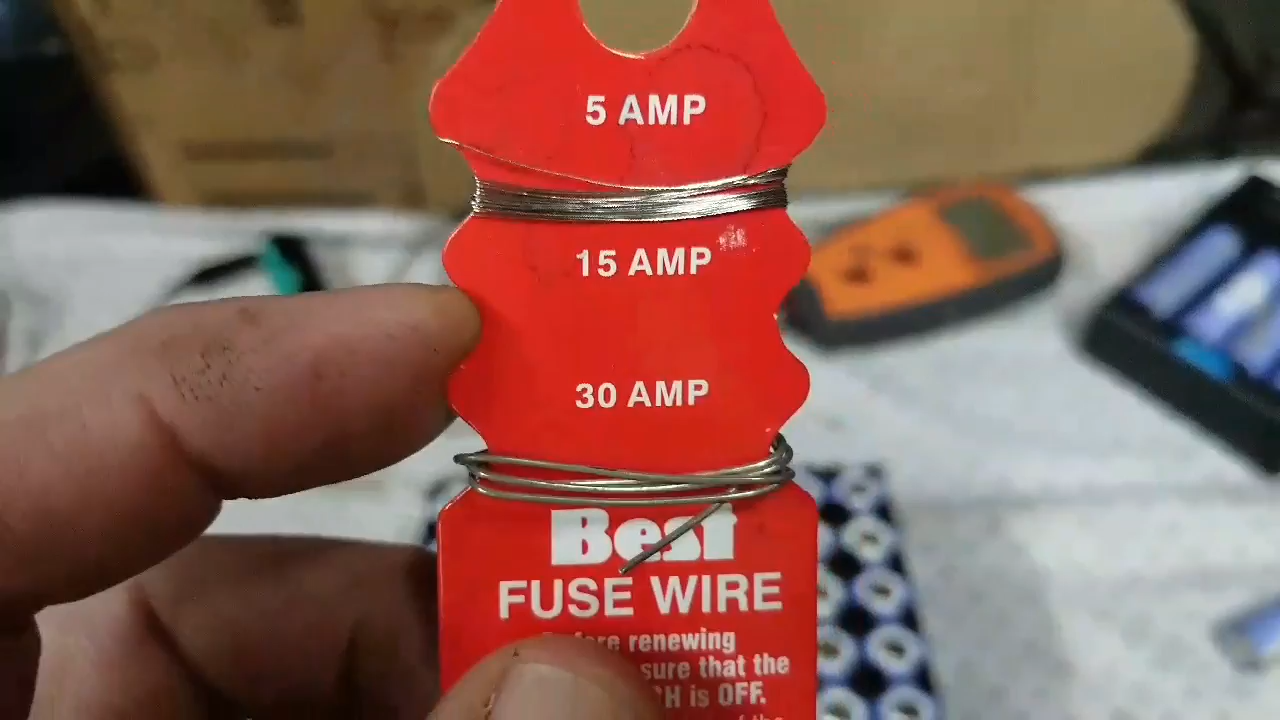 5 AMP
15 AMP
30 AMP
Best
FUSE WIRE
renewing
sure that the
is OFF.